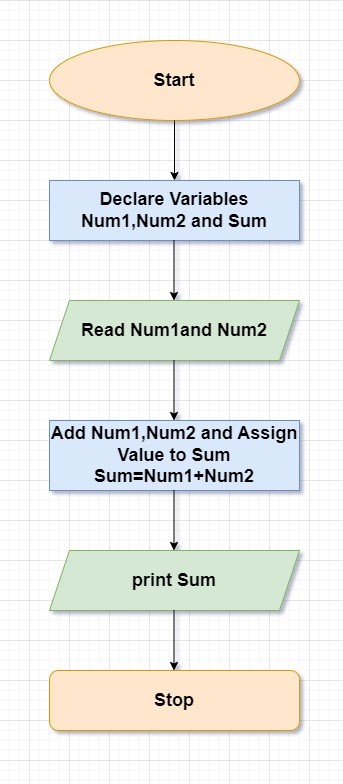 Start
Declare Variables
Num1,Num2 and Sum
Read Num1and Num2
Add Num1,Num2 and Assign
Value to Sum
Sum=Num1+Num2
print Sum
Stop